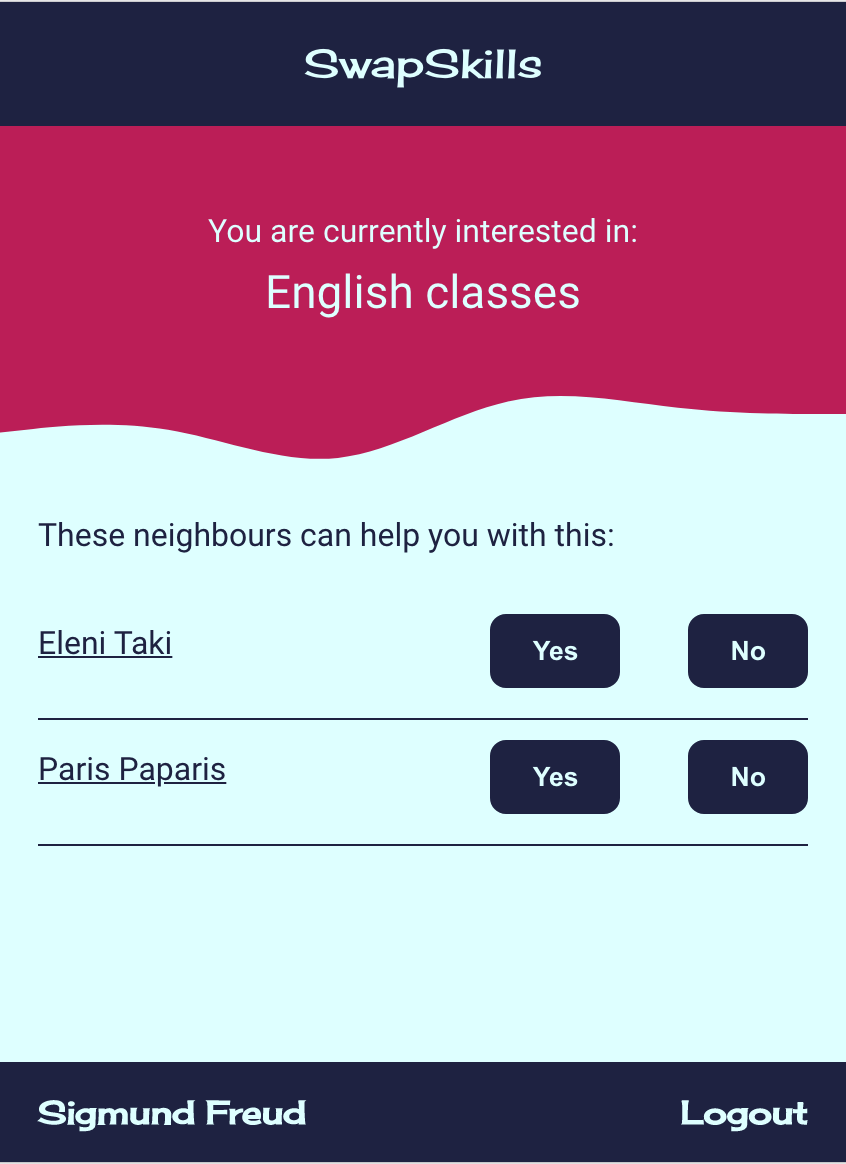 SwapSkills
You are currently interested in:
English classes
These neighbours can help you with this:
Eleni Taki Yes No
Paris Paparis Yes No
Sigmund Freud Logout